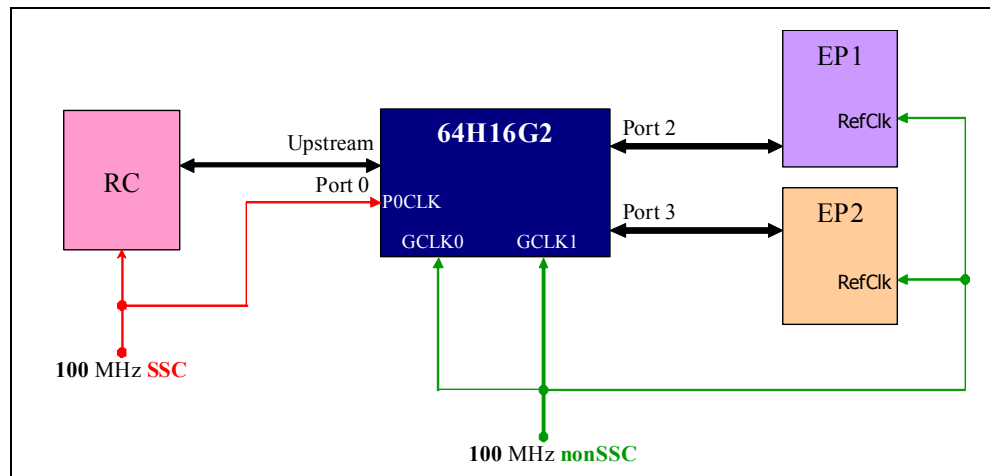 EP1
RefClk
64H16G2
Port 2
Upstream
RC
Port 0
P0CLK
Port 3
EP2
GCLK0 GCLK1
RefClk
100 MHz SSC
100 MHz nonSSC